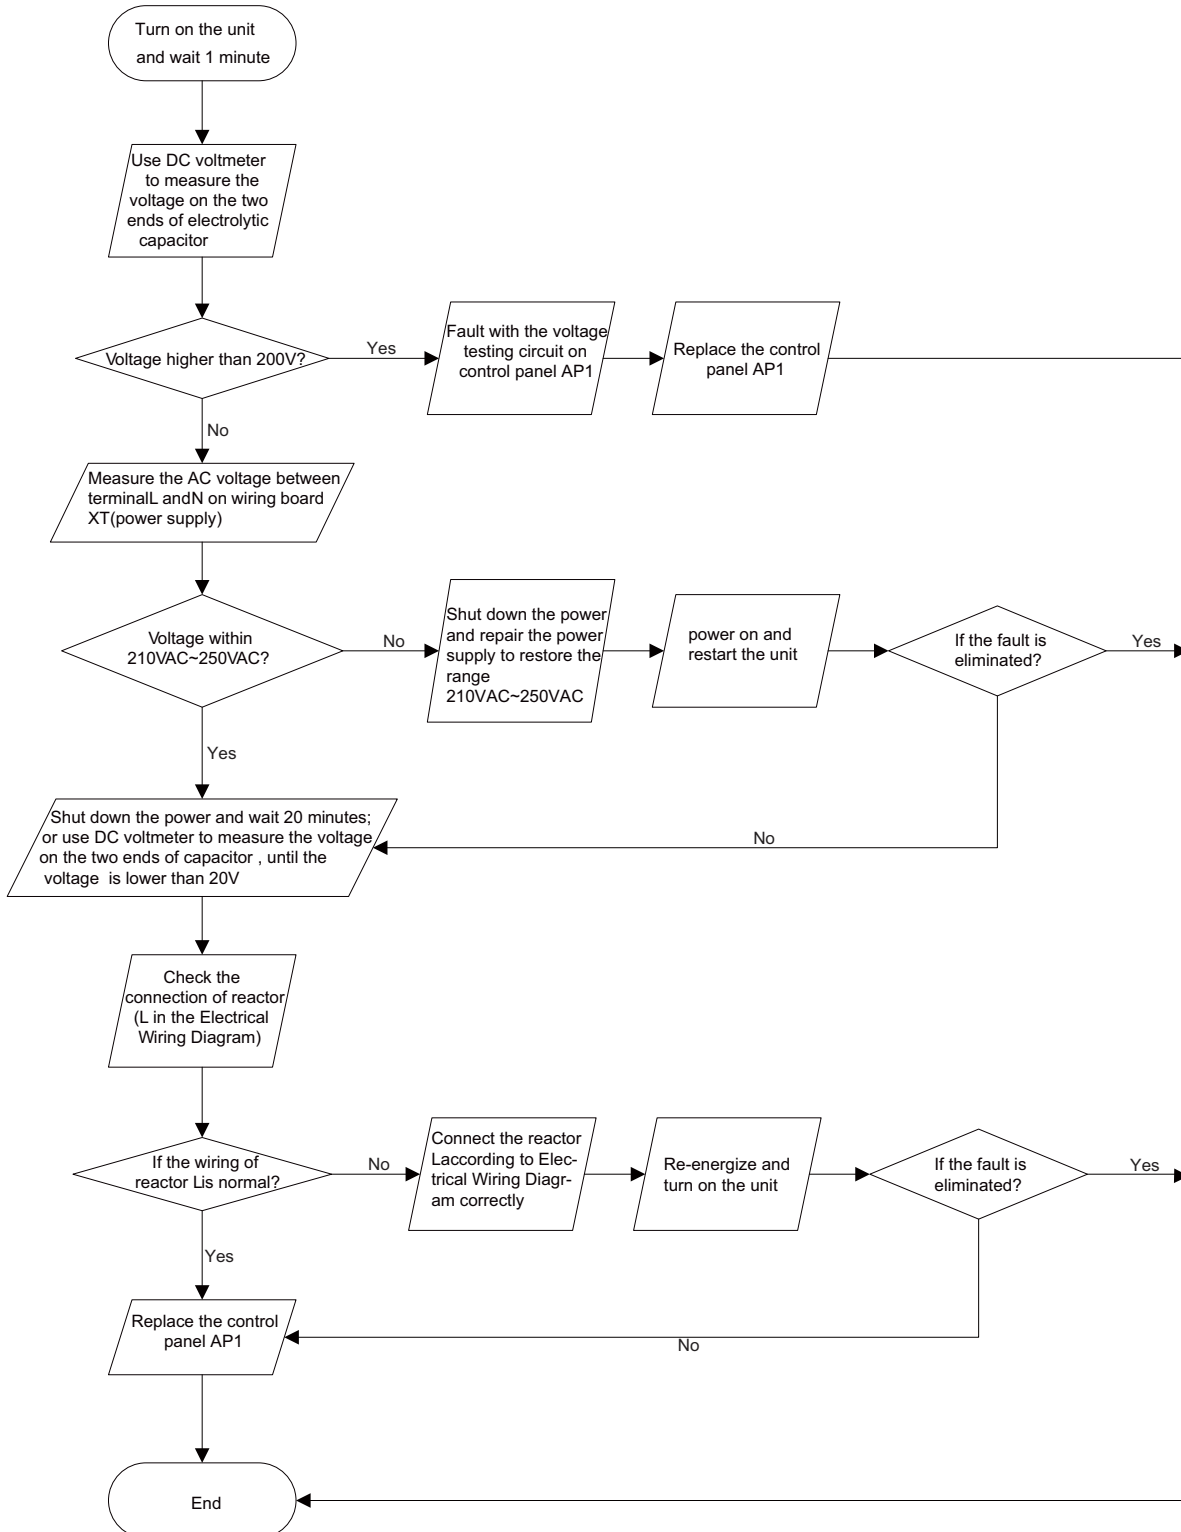 Turn on the unit
and wait 1 minute
Use DC voltmeter
to measure the
voltage on the two
ends of electrolytic
capacitor
Voltage higher than 200V?
Yes
Fault with the voltage
testing circuit on
control panel AP1
Replace the control
panel AP1
No
Measure the AC voltage between
terminalL andN on wiring board
XT(power supply)
Voltage within
210VAC~250VAC?
No
Shut down the power
and repair the power
supply to restore the
range
210VAC~250VAC
power on and
restart the unit
If the fault is
eliminated?
Yes
Yes
No
Shut down the power and wait 20 minutes;
or use DC voltmeter to measure the voltage
on the two ends of capacitor , until the
voltage is lower than 20V
Check the
connection of reactor
(L in the Electrical
Wiring Diagram)
If the wiring of
reactor Lis normal?
No
Connect the reactor
Laccording to Elec-
trical Wiring Diagr-
am correctly
Re-energize and
turn on the unit
If the fault is
eliminated?
Yes
Yes
No
Replace the control
panel AP1
End